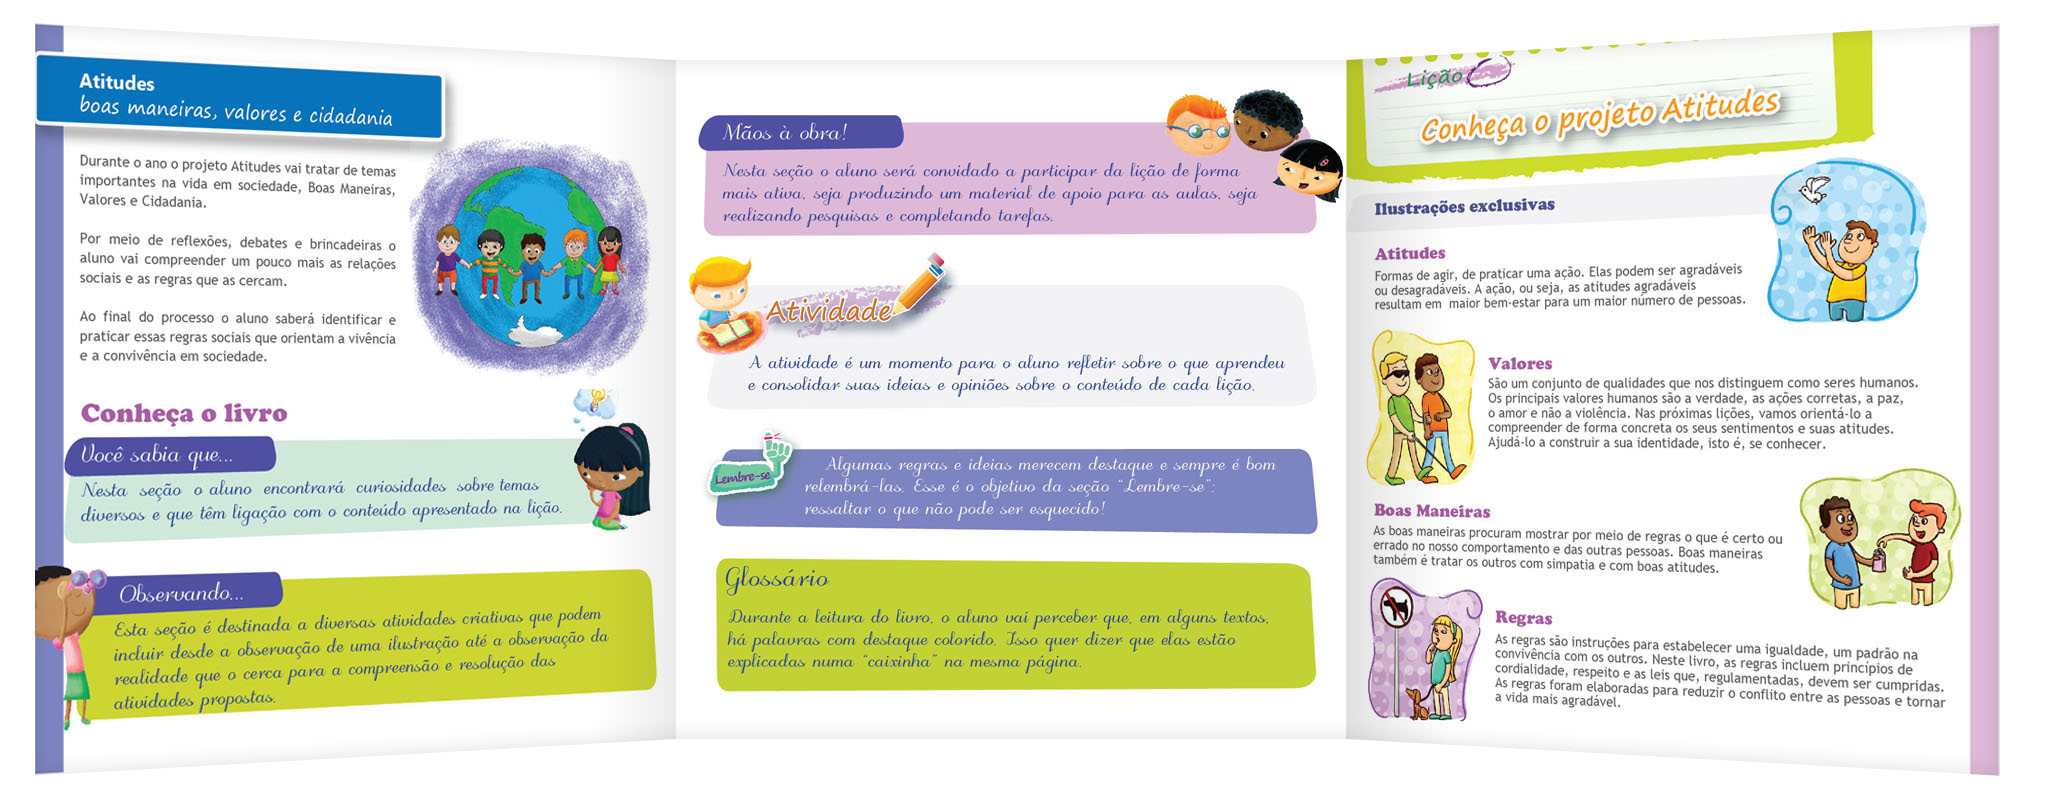 Atitudes
boas maneiras, valores e cidadania
Durante o ano o projeto Atitudes vai tratar de temas
importantes na vida em sociedade, Boas Maneiras,
Valores e Cidadania.
Por meio de reflexões, debates e brincadeiras o
aluno vai compreender um pouco mais as relações
sociais e as regras que as cercam.
Ao final do processo o aluno saberá identificar e
praticar essas regras sociais que orientam a vivência
e a convivência em sociedade.
Conheça o livro
Você sabia que...
Nesta seção o aluno encontrará curiosidades sobre temas
diversos e que têm ligação com o conteúdo apresentado na lição.
Observando...
Esta seção é destinada a diversas atividades criativas que podem
incluir desde a observação de uma ilustração até a observação da
realidade que o cerca para a compreensão e resolução das
atividades propostas.
Mãos à obra!
Nesta seção o aluno será convidado a participar da lição de forma
mais ativa, seja produzindo um material de apoio para as aulas, seja
realizando pesquisas e completando tarefas.
Atividade
A atividade é um momento para o aluno refletir sobre o que aprendeu
e consolidar suas ideias e opiniões sobre o conteúdo de cada lição.
Lembre-se
Algumas regras e ideias merecem destaque e sempre é bom
relembrá-las. Esse é o objetivo da seção "Lembre-se":
ressaltar o que não pode ser esquecido!
Glossário
Durante a leitura do livro, o aluno vai perceber que, em alguns textos,
há palavras com destaque colorido. Isso quer dizer que elas estão
explicadas numa "caixinha" na mesma página.
Lição
Conheça o projeto Atitudes
Ilustrações exclusivas
Atitudes
Formas de agir, de praticar uma ação. Elas podem ser agradáveis
ou desagradáveis. A ação, ou seja, as atitudes agradáveis
resultam em maior bem-estar para um maior número de pessoas.
Valores
São um conjunto de qualidades que nos distinguem como seres humanos.
Os principais valores humanos são a verdade, as ações corretas, a paz,
o amor e não a violência. Nas próximas lições, vamos orientá-lo a
compreender de forma concreta os seus sentimentos e suas atitudes.
Ajudá-lo a construir a sua identidade, isto é, se conhecer.
Boas Maneiras
As boas maneiras procuram mostrar por meio de regras o que é certo ou
errado no nosso comportamento e das outras pessoas. Boas maneiras
também é tratar os outros com simpatia e com boas atitudes.
Regras
As regras são instruções para estabelecer uma igualdade, um padrão na
convivência com os outros. Neste livro, as regras incluem princípios de
cordialidade, respeito e as leis que, regulamentadas, devem ser cumpridas.
As regras foram elaboradas para reduzir o conflito entre as pessoas e tornar
a vida mais agradável.